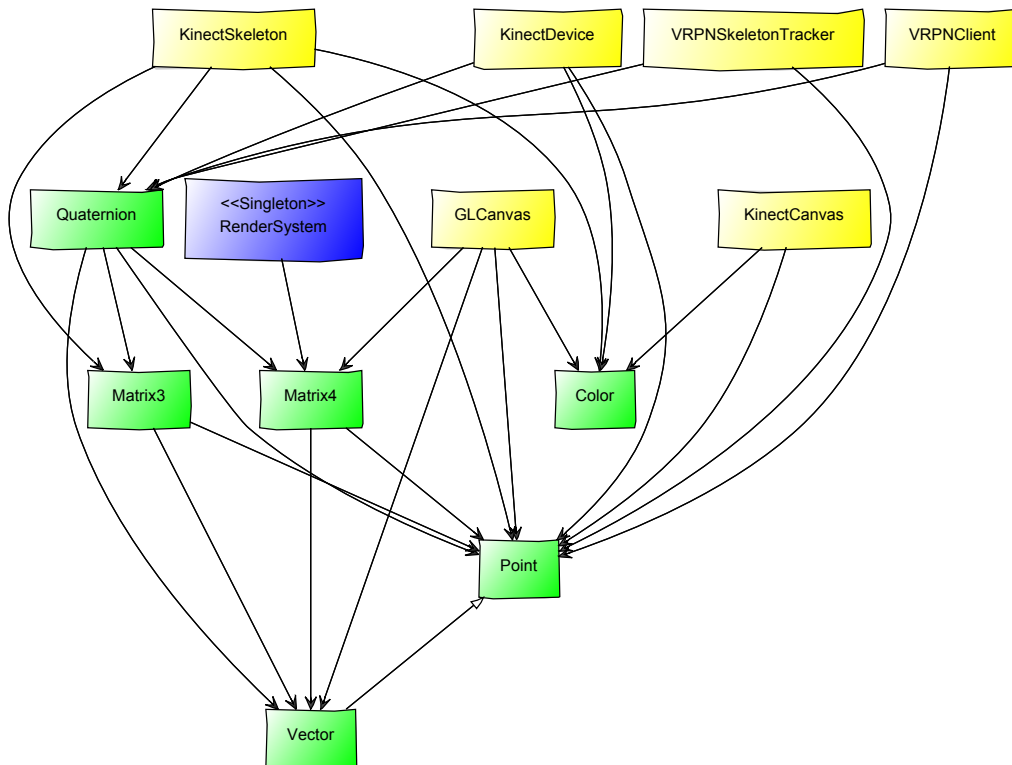 KinectSkeleton
KinectDevice
VRPNSkeletonTracker
VRPNClient
Quaternion
<<Singleton>>
RenderSystem
GLCanvas
KinectCanvas
Matrix3
Matrix4
Color
Point
Vector